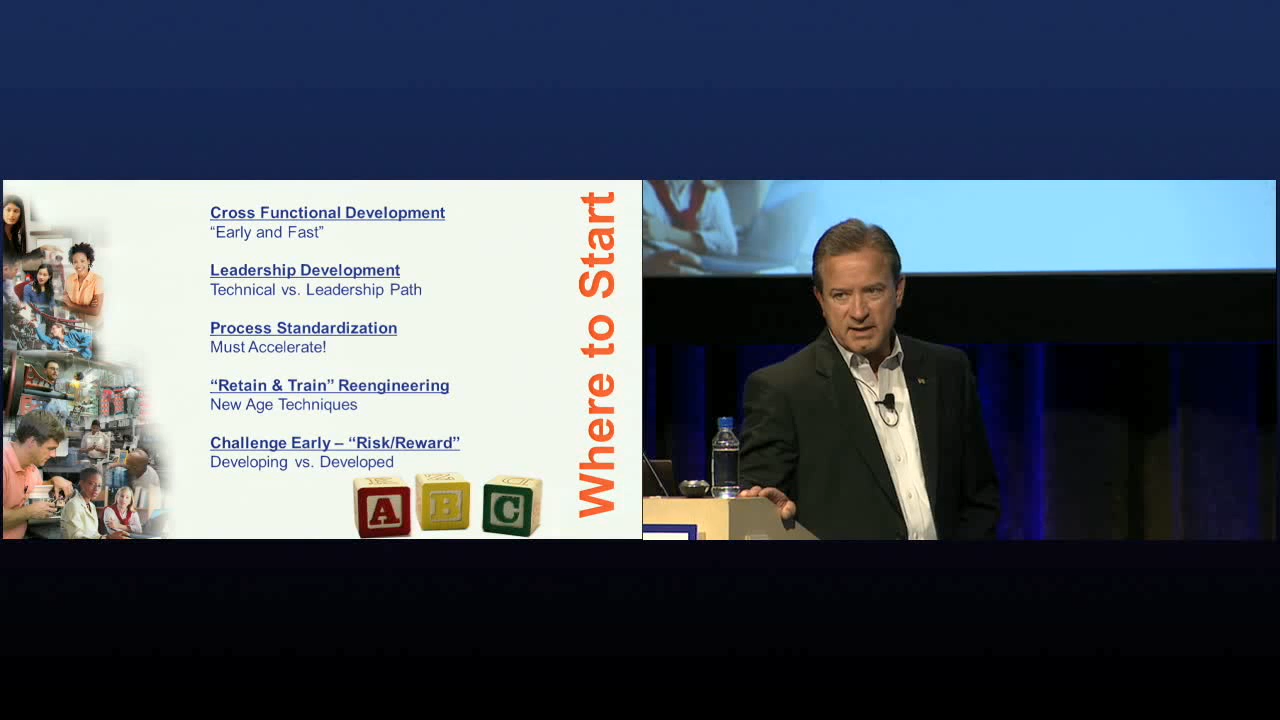 Cross Functional Development
“Early and Fast”
Leadership Development
Technical vs. Leadership Path
Process Standardization
Must Accelerate!
“Retain & Train” Reengineering
New Age Techniques
Challenge Early – “Risk/Reward”
Developing vs. Developed
A B C
Where to Start